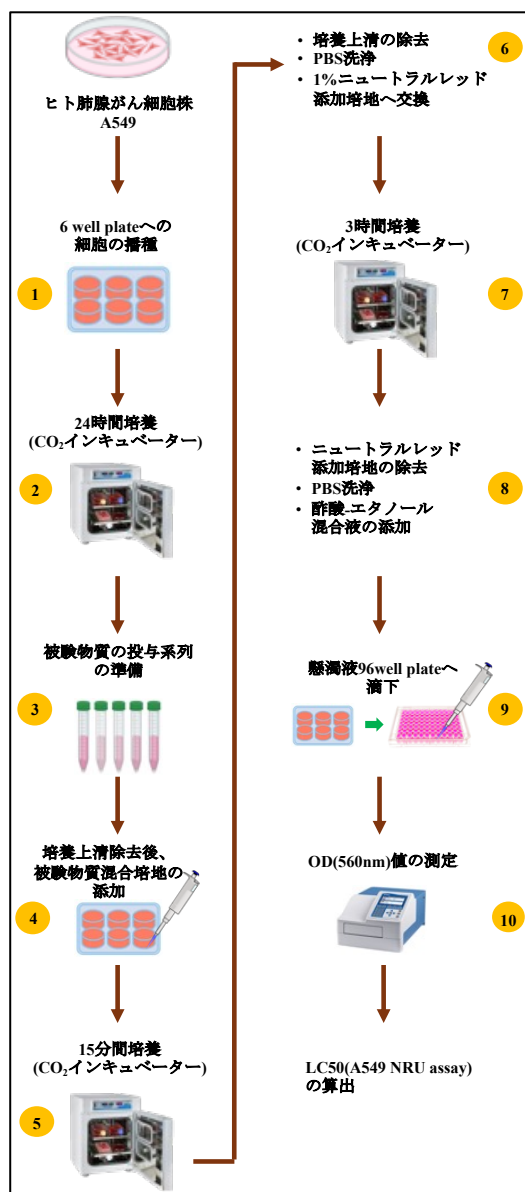 ヒト肺腺がん細胞株
A549
6 well plateへの
細胞の播種
1
24時間培養
(CO₂インキュベーター)
2
被験物質の投与系列
の準備
3
培養上清除去後、
被験物質混合培地の
添加
4
15分間培養
(CO₂インキュベーター)
5
・ 培養上清の除去
・ PBS洗浄
・ 1%ニュートラルレッド
添加培地へ交換
6
3時間培養
(CO₂インキュベーター)
7
・ ニュートラルレッド
添加培地の除去
・ PBS洗浄
・ 酢酸-エタノール
混合液の添加
8
懸濁液96well plateへ
滴下
9
OD(560nm)値の測定
10
LC50(A549 NRU assay)
の算出